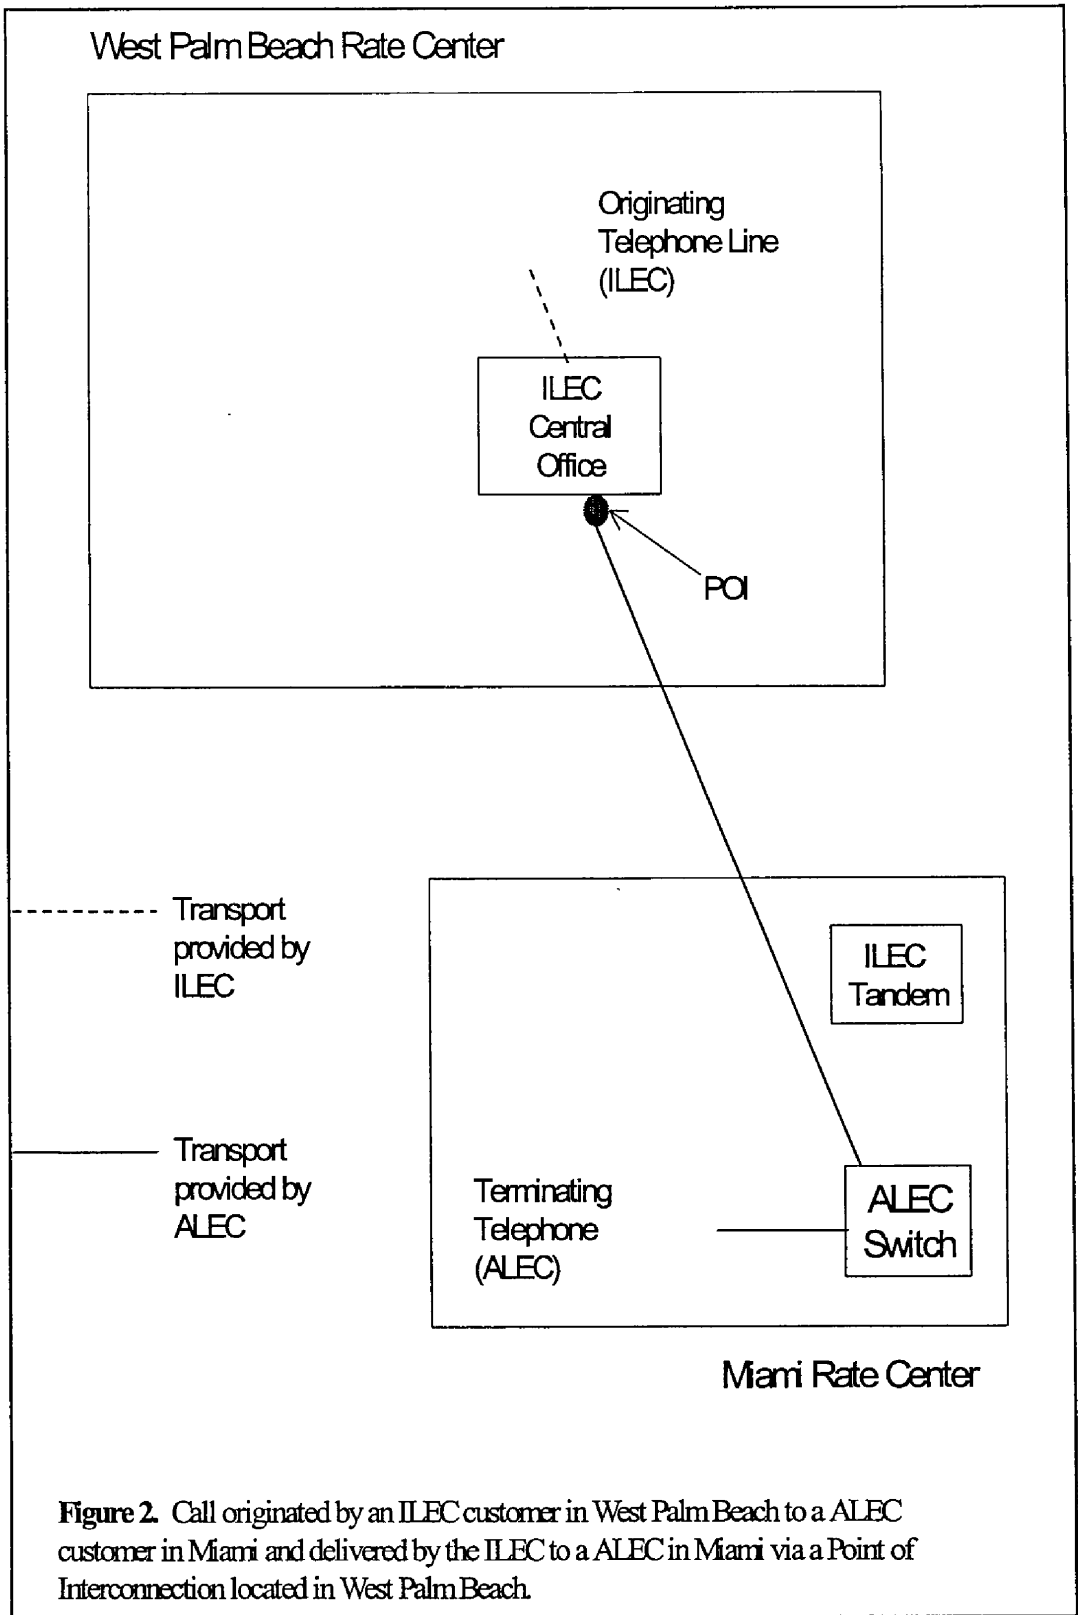 West Palm Beach Rate Center
Originating
Telephone Line
(ILEC)
ILEC
Central
Office
POI
Transport
provided by
ILEC
ILEC
Tandem
Transport
provided by
ALEC
Terminating
Telephone
(ALEC)
ALEC
Switch
Miami Rate Center
Figure 2. Call originated by an ILEC customer in West Palm Beach to a ALEC
customer in Miami and delivered by the ILEC to a ALEC in Miami via a Point of
Interconnection located in West Palm Beach.